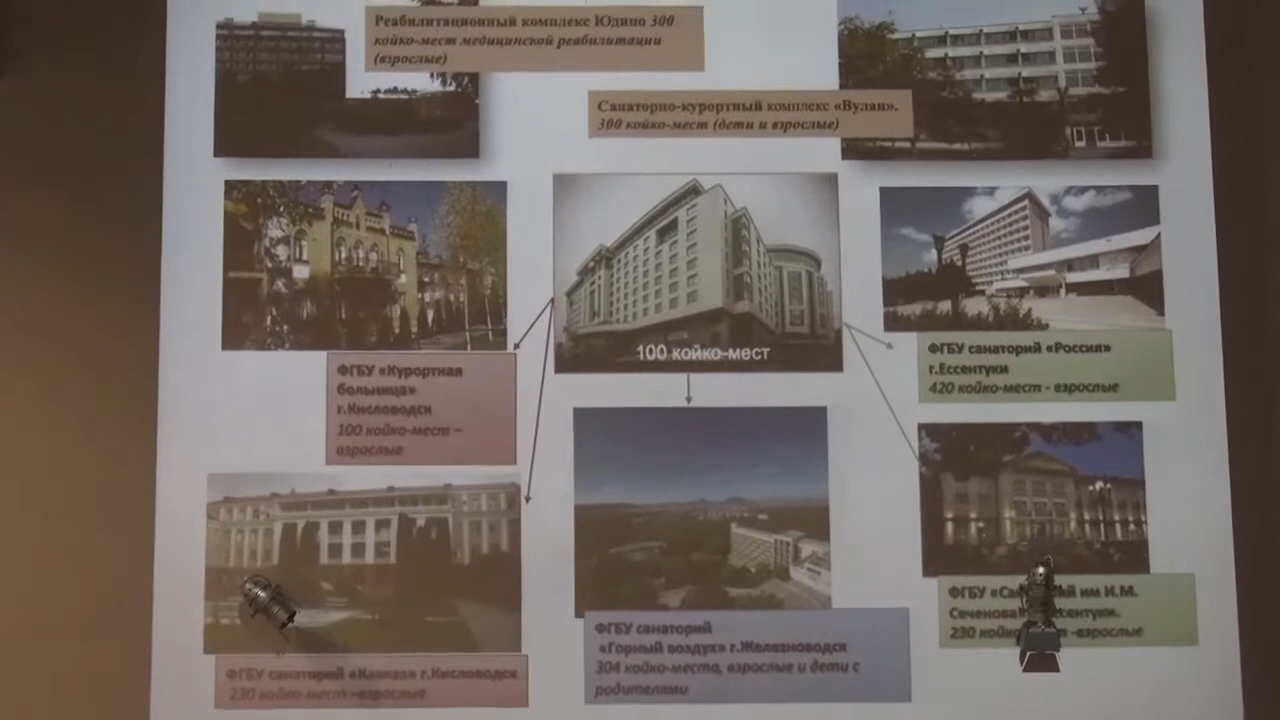 Реабилитационный комплекс Юдино 300
койко-мест медицинской реабилитации
(взрослые)
Санаторно-курортный комплекс «Вулан».
300 койко-мест (дети и взрослые)
100 койко-мест
ФГБУ «Курортная
больница»
г.Кисловодск
100 койко-мест –
взрослые
ФГБУ санаторий «Россия»
г.Ессентуки
420 койко-мест - взрослые
ФГБУ им И.М.
Сеченова
230 -взрослые
ФГБУ санаторий
«Горный воздух» г.Железноводск
304 койко-места, взрослые и дети с
родителями
ФГБУ санаторий «Кавказ» г.Кисловодск
230 койко-мест –взрослые